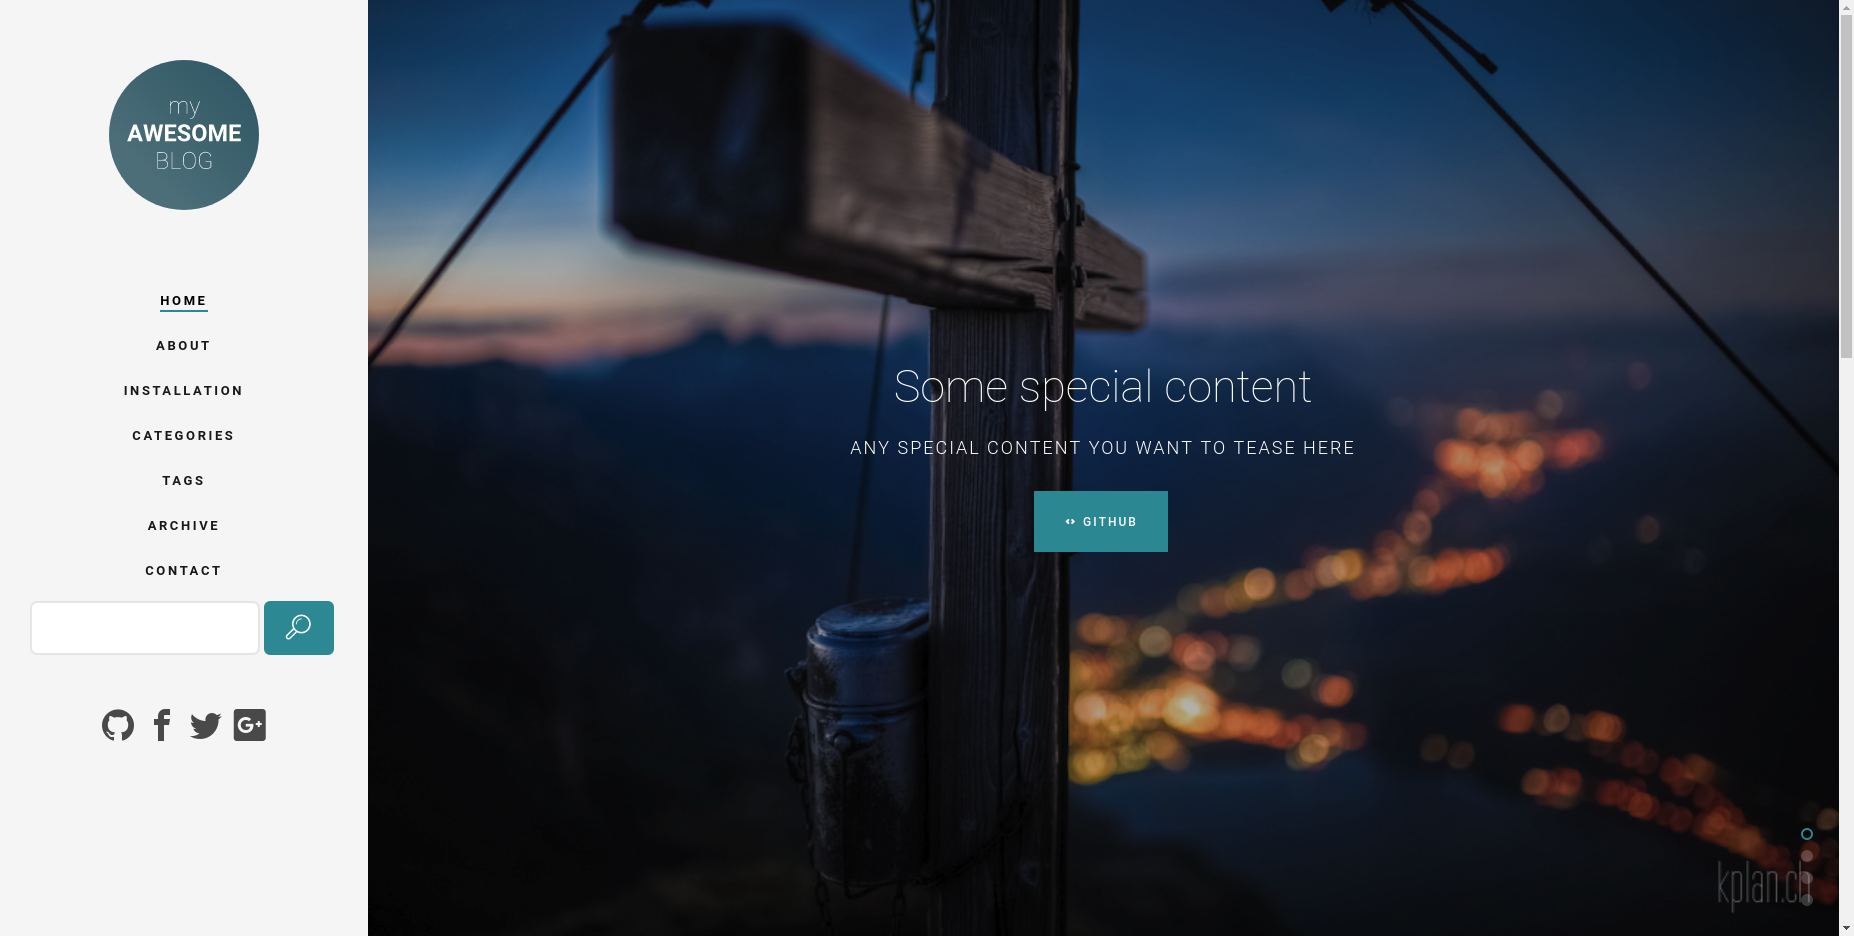 my
AWESOME
BLOG
HOME
ABOUT
INSTALLATION
CATEGORIES
TAGS
ARCHIVE
CONTACT
Some special content
ANY SPECIAL CONTENT YOU WANT TO TEASE HERE
GITHUB
kplan.ch